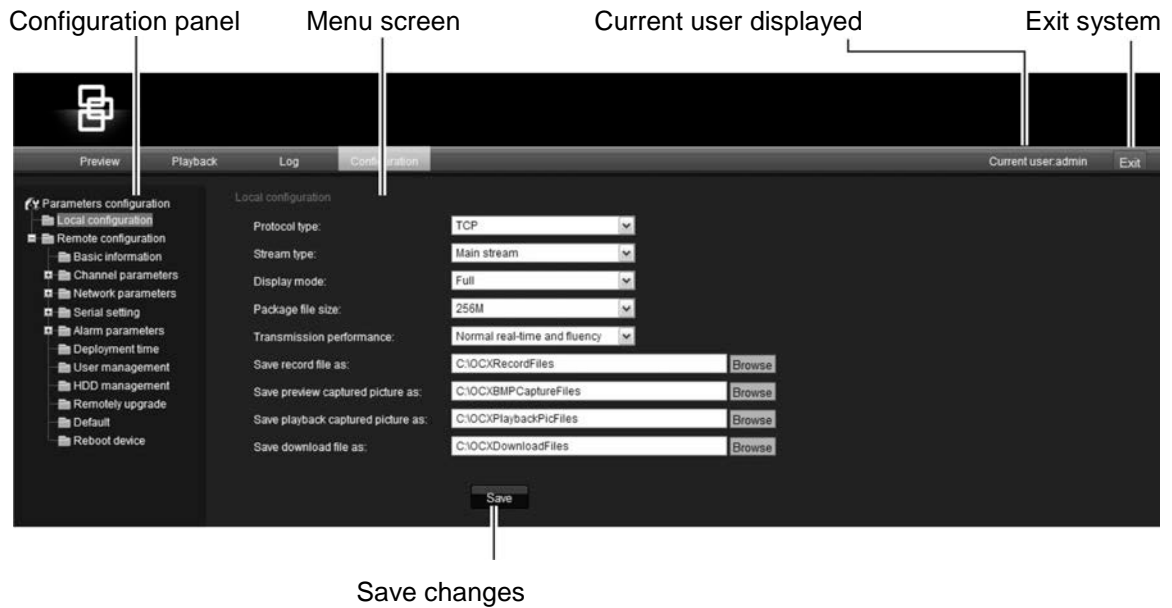 Configuration panel Menu screen Current user displayed Exit system
Preview Playback Log Configuration Current user:admin Exit
Parameters configuration
Local configuration
Remote configuration
Basic information
Channel parameters
Network parameters
Serial setting
Alarm parameters
Deployment time
User management
HDD management
Remotely upgrade
Default
Reboot device
Local configuration
Protocol type: TCP
Stream type: Main stream
Display mode: Full
Package file size: 256M
Transmission performance: Normal real-time and fluency
Save record file as: C:\OCXRecordFiles Browse
Save preview captured picture as: C:\OCXBMPCaptureFiles Browse
Save playback captured picture as: C:\OCXPlaybackPicFiles Browse
Save download file as: C:\OCXDownloadFiles Browse
Save
Save changes